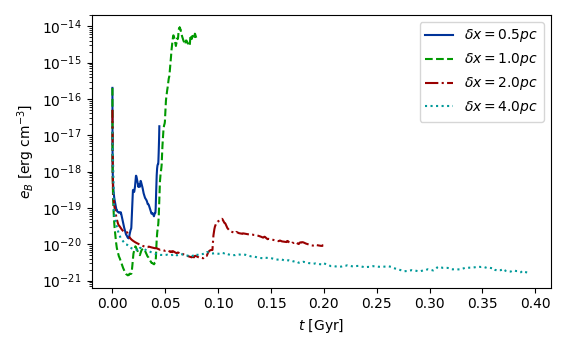 10⁻¹⁴
10⁻¹⁵
10⁻¹⁶
10⁻¹⁷
10⁻¹⁸
10⁻¹⁹
10⁻²⁰
10⁻²¹
e_B [erg cm⁻³]
δx = 0.5pc
δx = 1.0pc
δx = 2.0pc
δx = 4.0pc
0.00 0.05 0.10 0.15 0.20 0.25 0.30 0.35 0.40
t [Gyr]